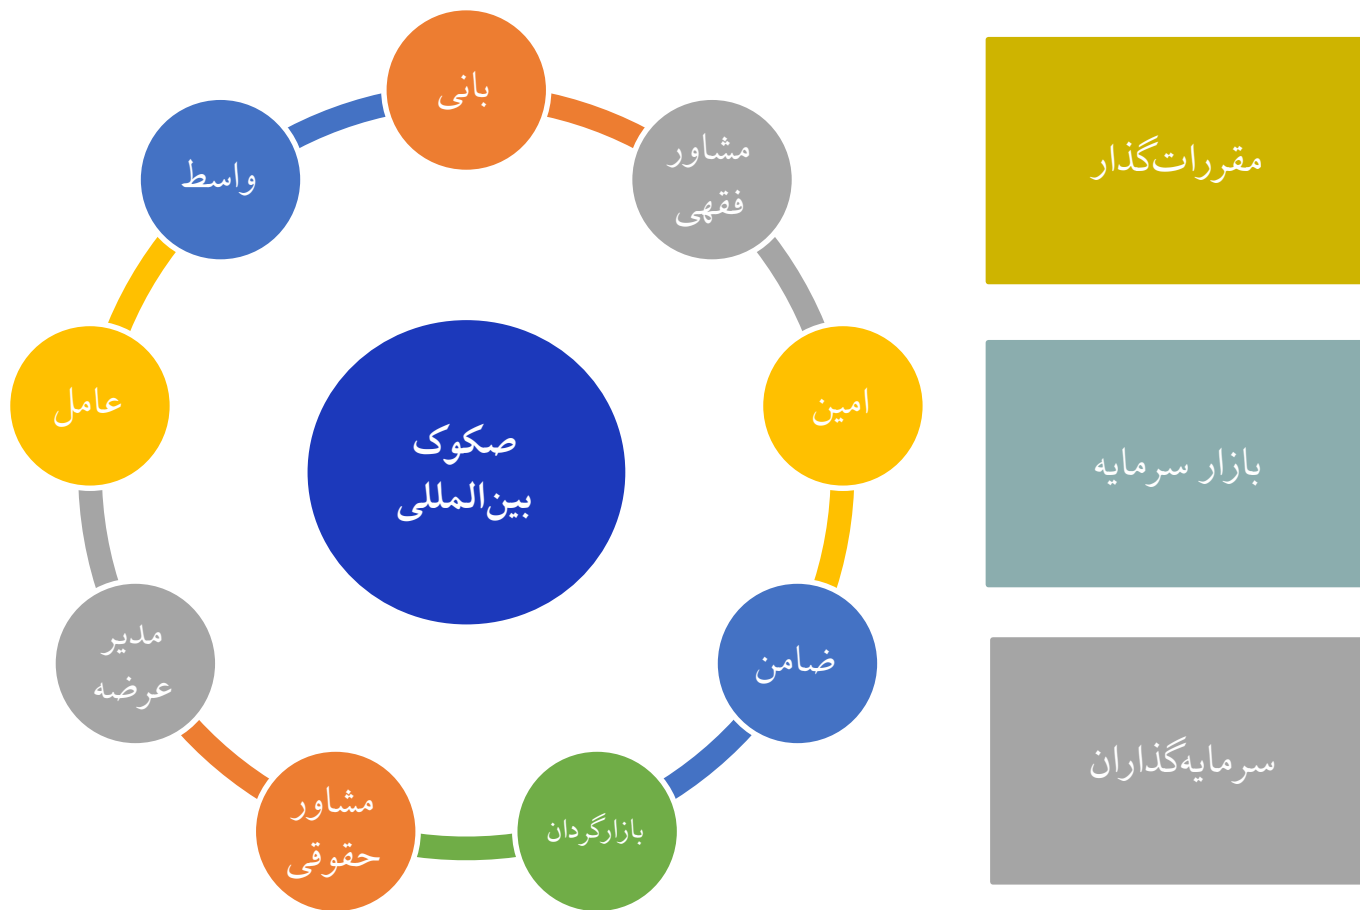 بانی
مشاور
فقهی
امین
ضامن
بازارگردان
مشاور
حقوقی
مدیر
عرضه
عامل
واسط
صکوک
بین‌المللی
مقررات‌گذار
بازار سرمایه
سرمایه‌گذاران